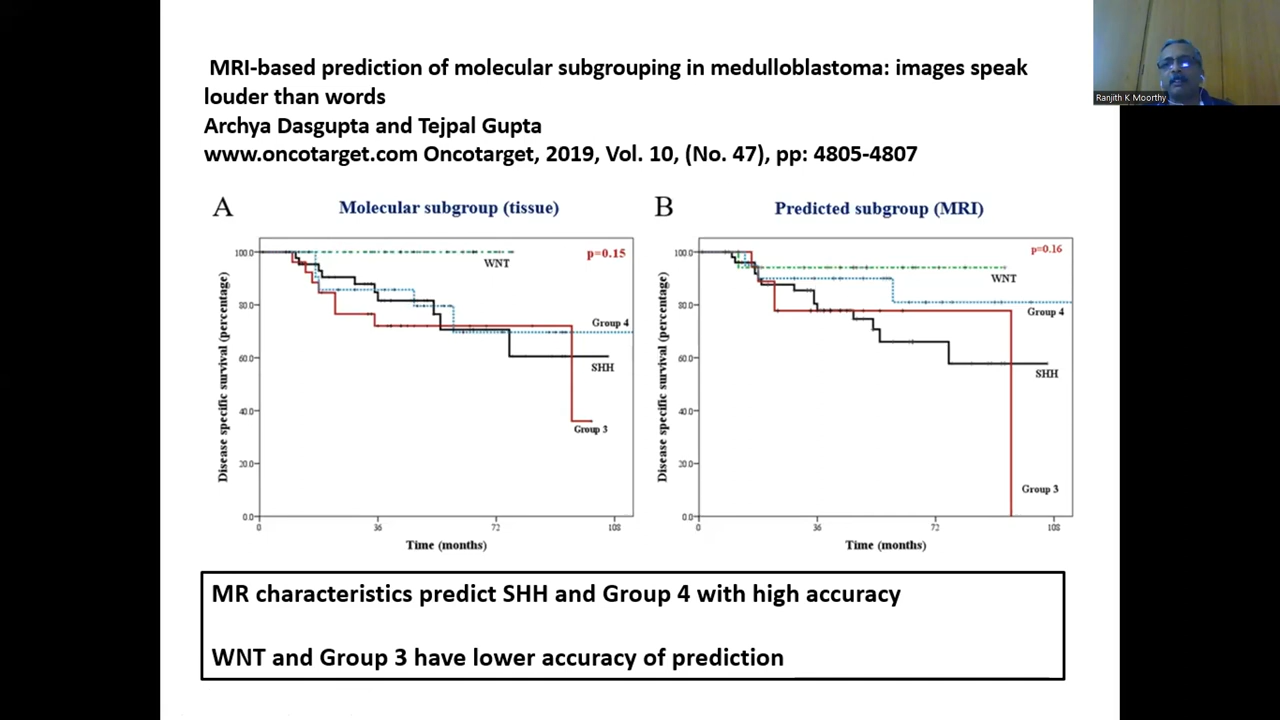 MRI-based prediction of molecular subgrouping in medulloblastoma: images speak
louder than words
Archya Dasgupta and Tejpal Gupta
www.oncotarget.com Oncotarget, 2019, Vol. 10, (No. 47), pp: 4805-4807
Ranjith K Moorthy
A
Molecular subgroup (tissue)
p=0.15
WNT
Group 4
SHH
Group 3
Disease specific survival (percentage)
100.0
80.0
60.0
40.0
20.0
0.0
0 36 72 108
Time (months)
B
Predicted subgroup (MRI)
p=0.16
WNT
Group 4
SHH
Group 3
Disease specific survival (percentage)
100.0
80.0
60.0
40.0
20.0
0.0
0 36 72 108
Time (months)
MR characteristics predict SHH and Group 4 with high accuracy
WNT and Group 3 have lower accuracy of prediction